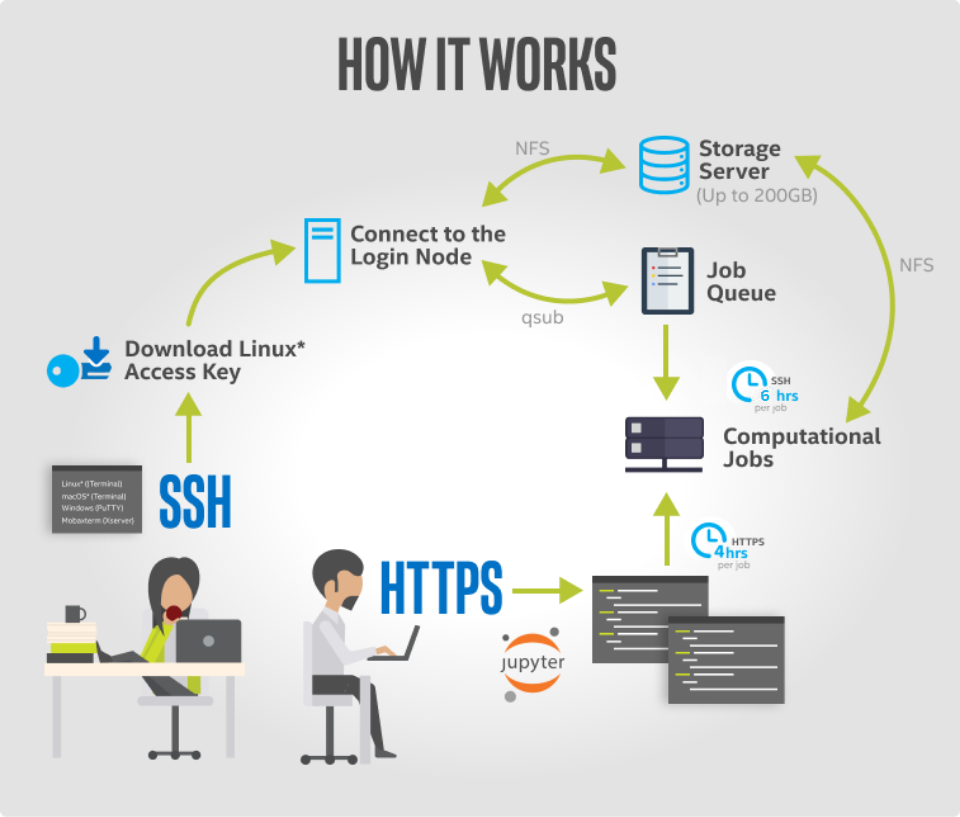 HOW IT WORKS
NFS
Storage
Server
(Up to 200GB)
Connect to the
Login Node
NFS
Job
Queue
qsub
Download Linux*
Access Key
SSH
6 hrs
per job
Computational
Jobs
Linux* ((Terminal)
macOS* (Terminal)
Windows (PuTTY)
Mobaxterm (Xserver)
SSH
HTTPS
4hrs
per job
HTTPS
jupyter